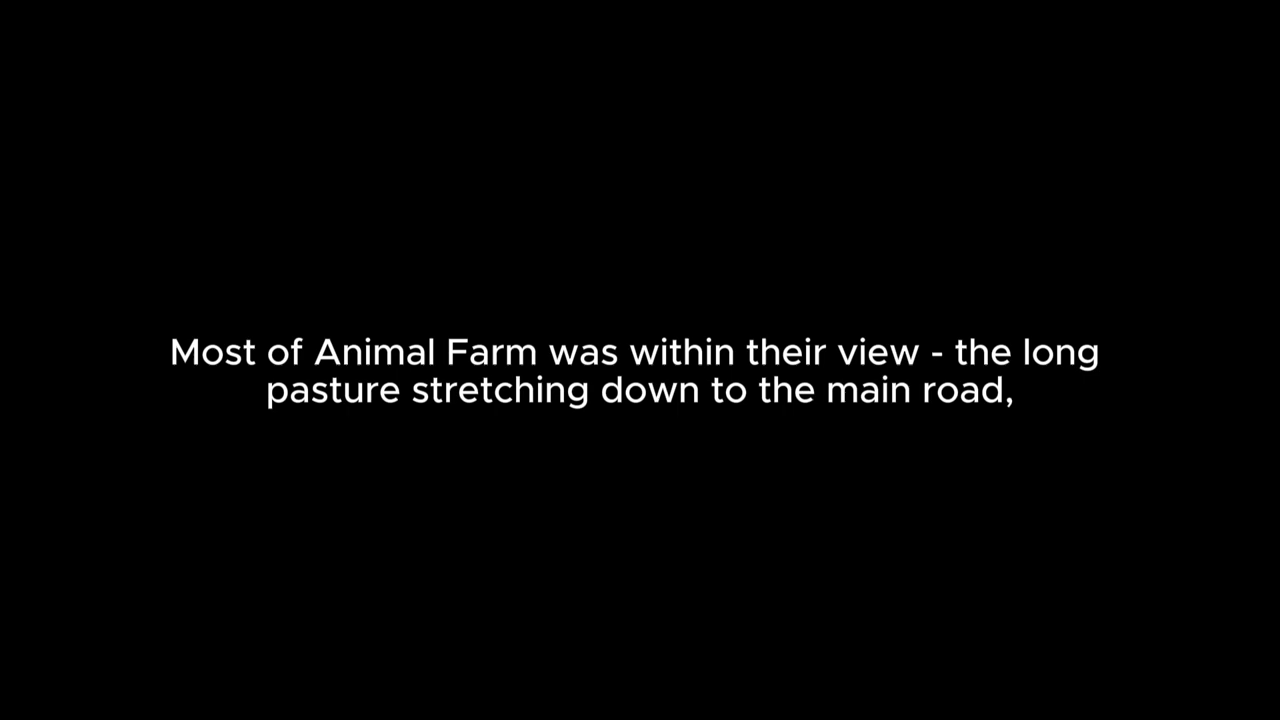 Most of Animal Farm was within their view - the long
pasture stretching down to the main road,